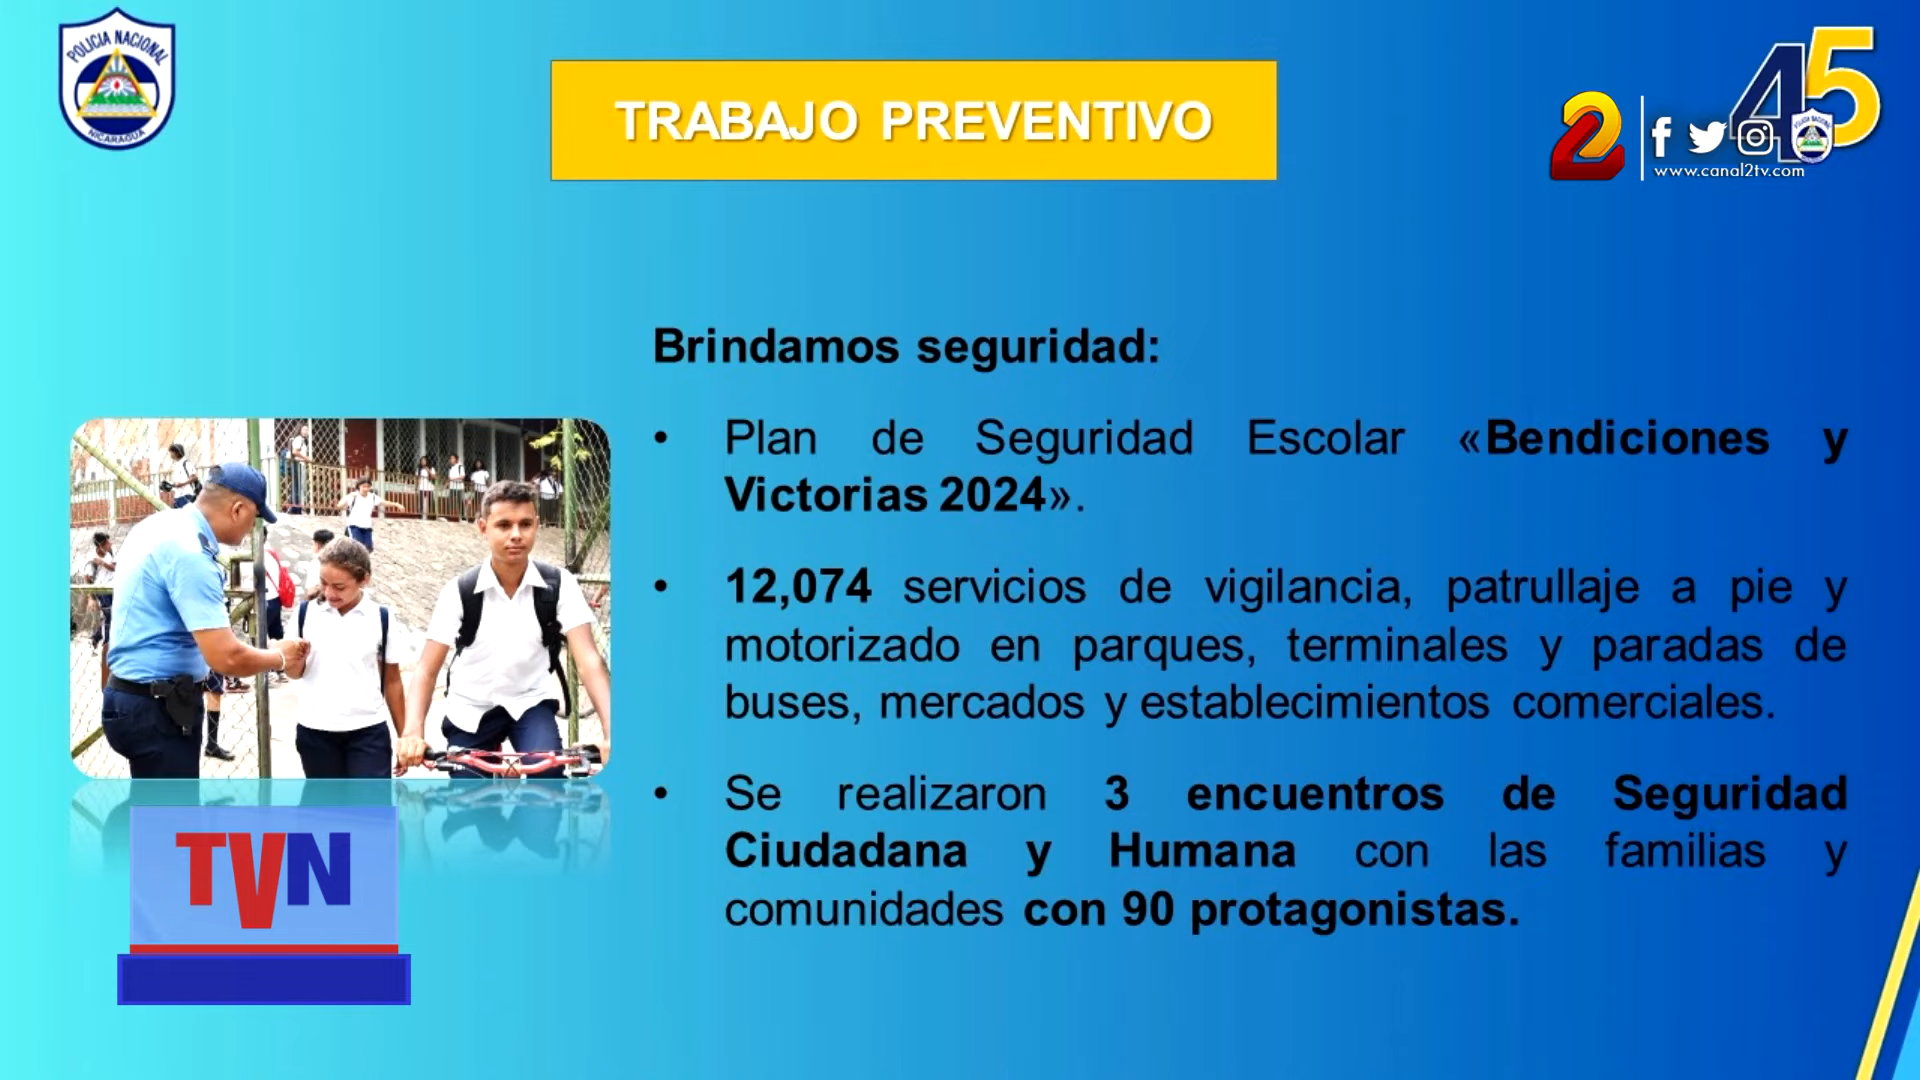 POLICIA NACIONAL
NICARAGUA
TRABAJO PREVENTIVO
45
2
www.canal2tv.com
Brindamos seguridad:
• Plan de Seguridad Escolar «Bendiciones y
Victorias 2024».
• 12,074 servicios de vigilancia, patrullaje a pie y
motorizado en parques, terminales y paradas de
buses, mercados y establecimientos comerciales.
• Se realizaron 3 encuentros de Seguridad
Ciudadana y Humana con las familias y
comunidades con 90 protagonistas.
TVN